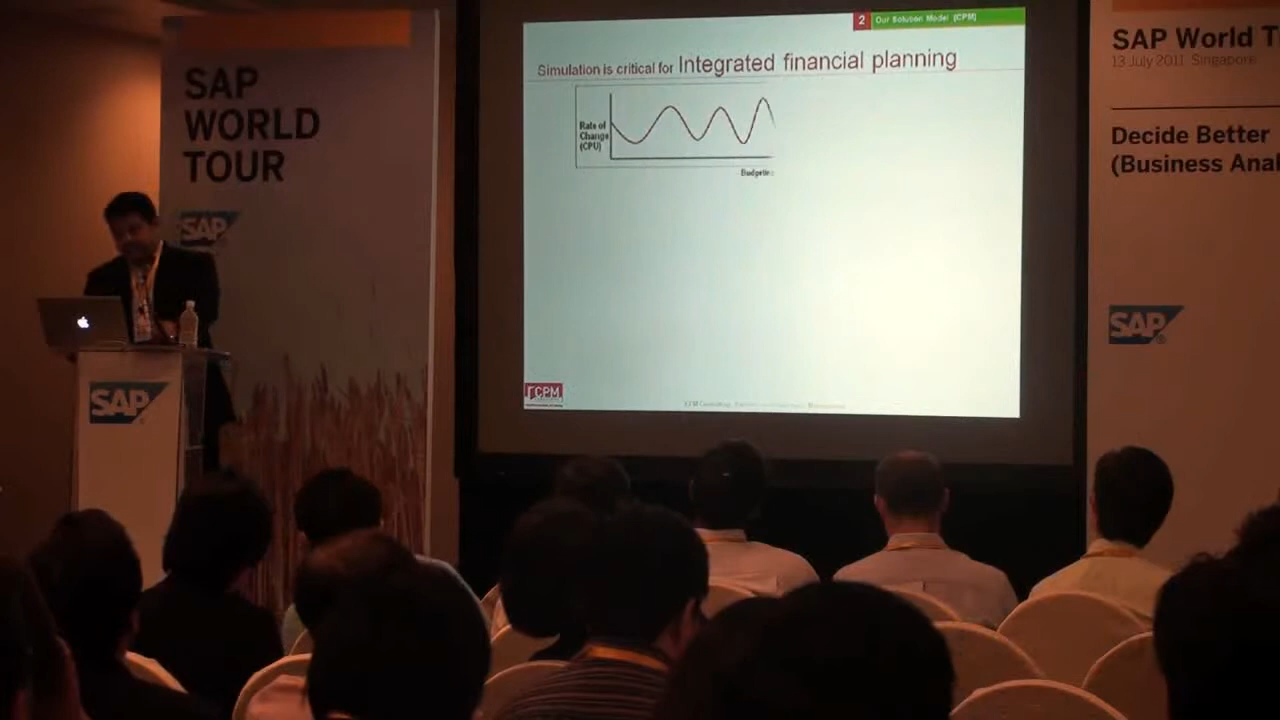 SAP
WORLD
TOUR
SAP
SAP
2 Our Solution Model (CPM)
Simulation is critical for Integrated financial planning
Rate of
Change
(CPU)
CPM
SAP World T
13 July 2011 Singapore
Decide Better
(Business Anal
SAP